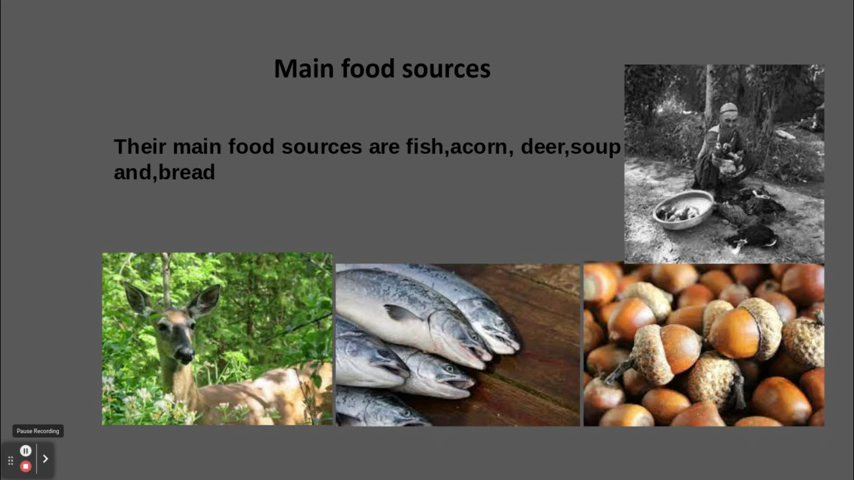 Main food sources
Their main food sources are fish,acorn, deer,soup
and,bread
Pause Recording